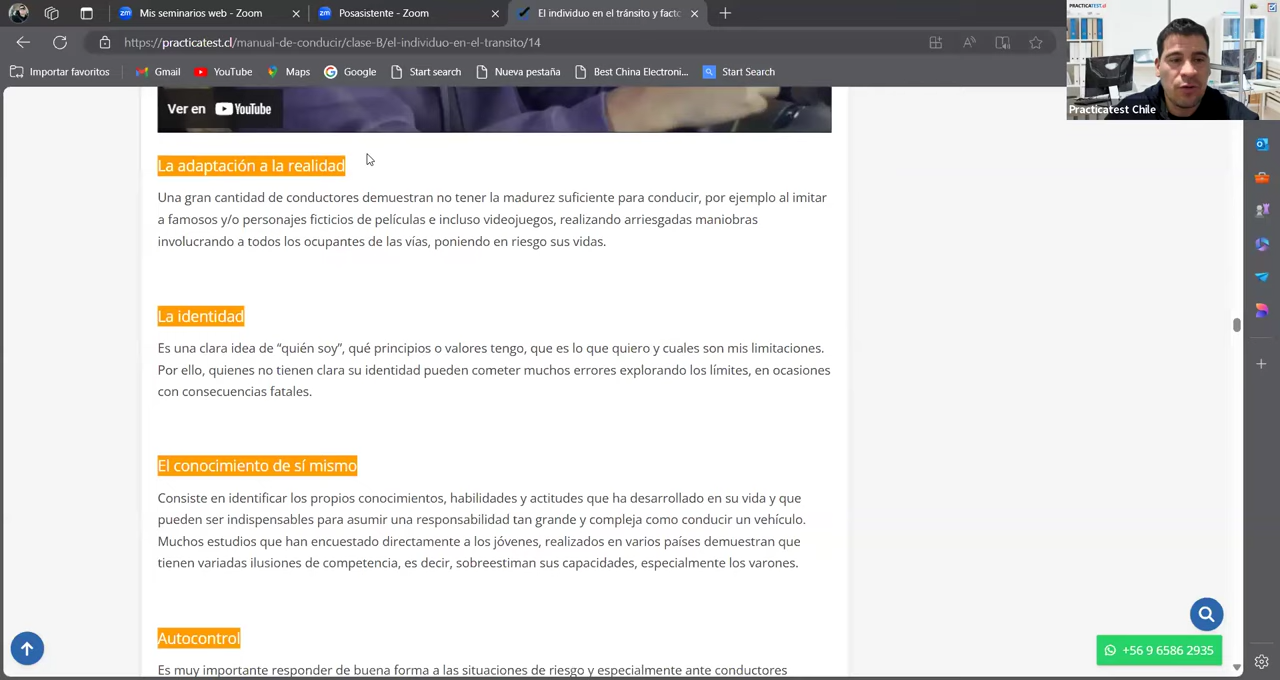 Mis seminarios web - Zoom
Posasistente - Zoom
El individuo en el tránsito y facto
https://practicatest.cl/manual-de-conducir/clase-B/el-individuo-en-el-transito/14
Importar favoritos
Gmail
YouTube
Maps
Google
Start search
Nueva pestaña
Best China Electroni...
Start Search
PRACTICATEST.cl
Practicatest Chile
Ver en YouTube
La adaptación a la realidad
Una gran cantidad de conductores demuestran no tener la madurez suficiente para conducir, por ejemplo al imitar
a famosos y/o personajes ficticios de películas e incluso videojuegos, realizando arriesgadas maniobras
involucrando a todos los ocupantes de las vías, poniendo en riesgo sus vidas.
La identidad
Es una clara idea de “quién soy”, qué principios o valores tengo, que es lo que quiero y cuales son mis limitaciones.
Por ello, quienes no tienen clara su identidad pueden cometer muchos errores explorando los límites, en ocasiones
con consecuencias fatales.
El conocimiento de sí mismo
Consiste en identificar los propios conocimientos, habilidades y actitudes que ha desarrollado en su vida y que
pueden ser indispensables para asumir una responsabilidad tan grande y compleja como conducir un vehículo.
Muchos estudios que han encuestado directamente a los jóvenes, realizados en varios países demuestran que
tienen variadas ilusiones de competencia, es decir, sobreestiman sus capacidades, especialmente los varones.
Autocontrol
Es muy importante responder de buena forma a las situaciones de riesgo y especialmente ante conductores
+56 9 6586 2935